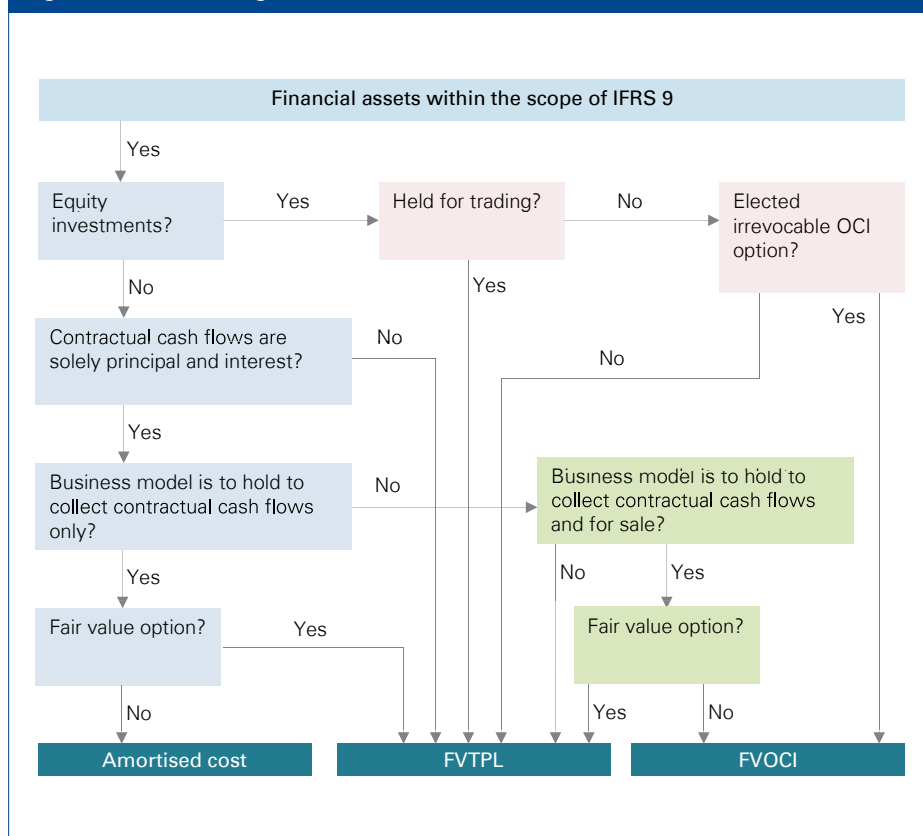 Financial assets within the scope of IFRS 9
Yes
Equity
investments?
Yes
Held for trading?
No
Elected
irrevocable OCI
option?
No
Yes
Yes
Contractual cash flows are
solely principal and interest?
No
No
Yes
Business model is to hold to
collect contractual cash flows
only?
No
Business model is to hold to
collect contractual cash flows
and for sale?
Yes
No
Yes
Fair value option?
Yes
Fair value option?
No
Yes
No
Amortised cost
FVTPL
FVOCI